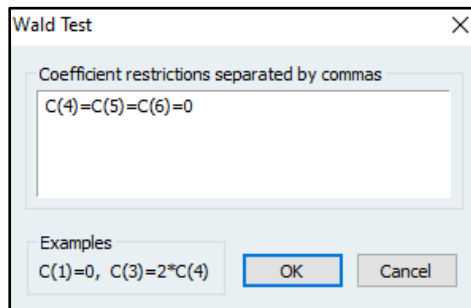 Wald Test
Coefficient restrictions separated by commas
C(4)=C(5)=C(6)=0
Examples
C(1)=0, C(3)=2*C(4)
OK
Cancel